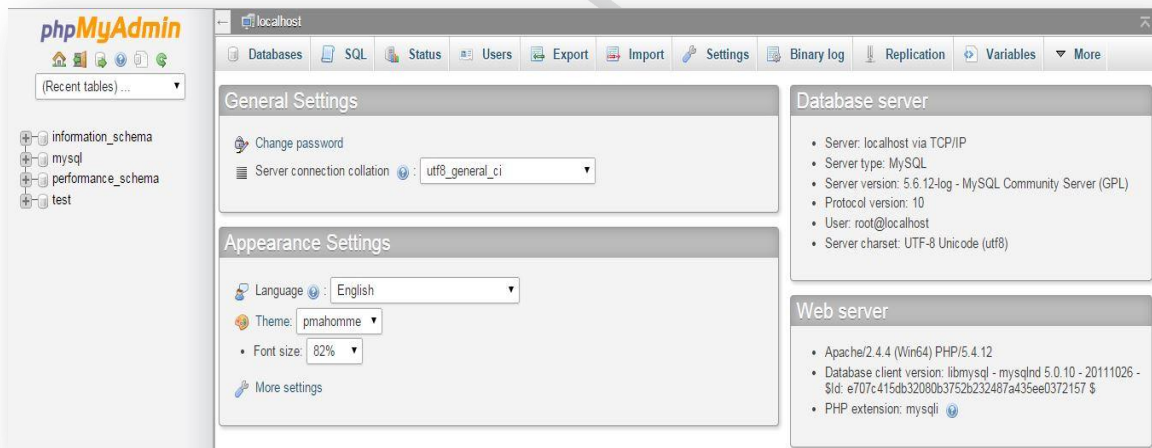 phpMyAdmin
(Recent tables) ...
information_schema
mysql
performance_schema
test
localhost
Databases SQL Status Users Export Import Settings Binary log Replication Variables More
General Settings
Change password
Server connection collation : utf8_general_ci
Appearance Settings
Language : English
Theme: pmahomme
• Font size: 82%
More settings
Database server
• Server: localhost via TCP/IP
• Server type: MySQL
• Server version: 5.6.12-log - MySQL Community Server (GPL)
• Protocol version: 10
• User: root@localhost
• Server charset: UTF-8 Unicode (utf8)
Web server
• Apache/2.4.4 (Win64) PHP/5.4.12
• Database client version: libmysql - mysqlnd 5.0.10 - 20111026 -
$Id: e707c415db32080b3752b232487a435ee0372157 $
• PHP extension: mysqli